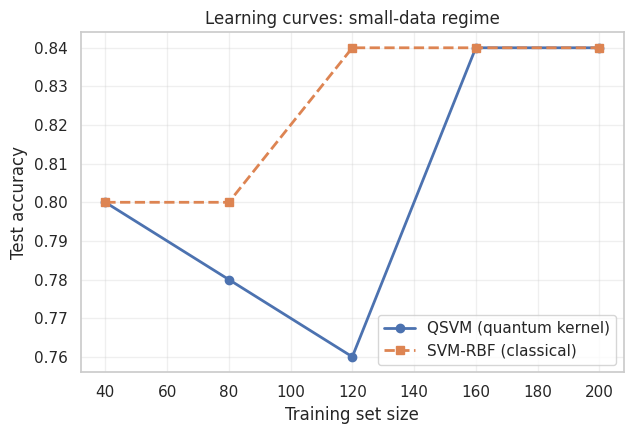 Learning curves: small-data regime
Test accuracy
0.84
0.83
0.82
0.81
0.80
0.79
0.78
0.77
0.76
QSVM (quantum kernel)
SVM-RBF (classical)
40 60 80 100 120 140 160 180 200
Training set size